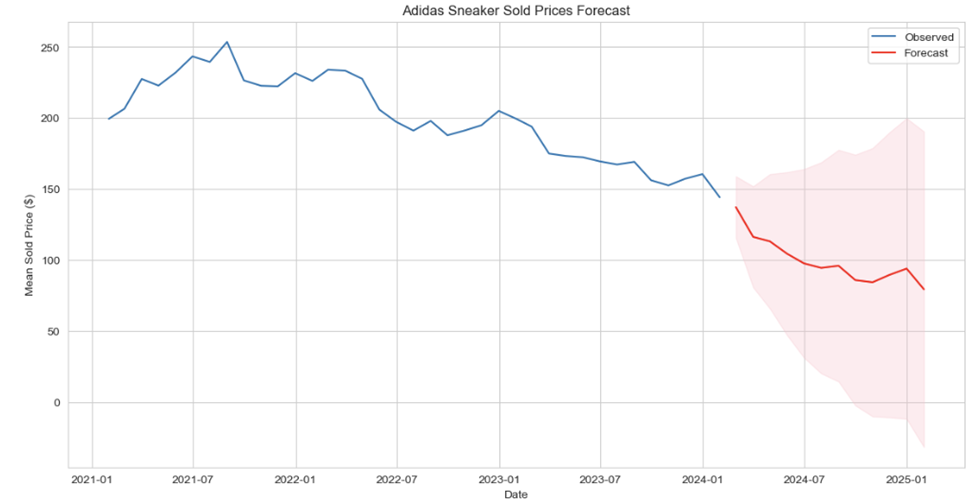 Adidas Sneaker Sold Prices Forecast
Observed
Forecast
Mean Sold Price ($)
250
200
150
100
50
0
2021-01 2021-07 2022-01 2022-07 2023-01 2023-07 2024-01 2024-07 2025-01
Date